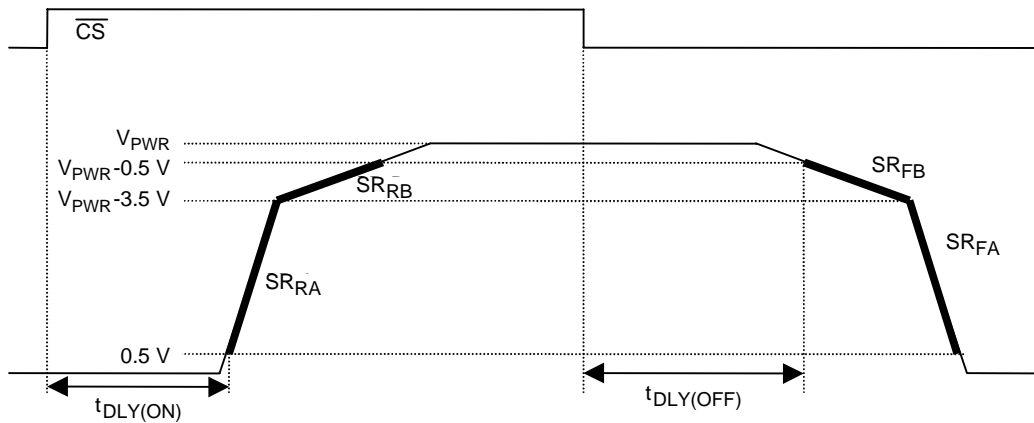 CS
VPWR
VPWR-0.5 V
VPWR-3.5 V
SRRB
SRFB
SRFA
SRRA
0.5 V
tDLY(ON)
tDLY(OFF)